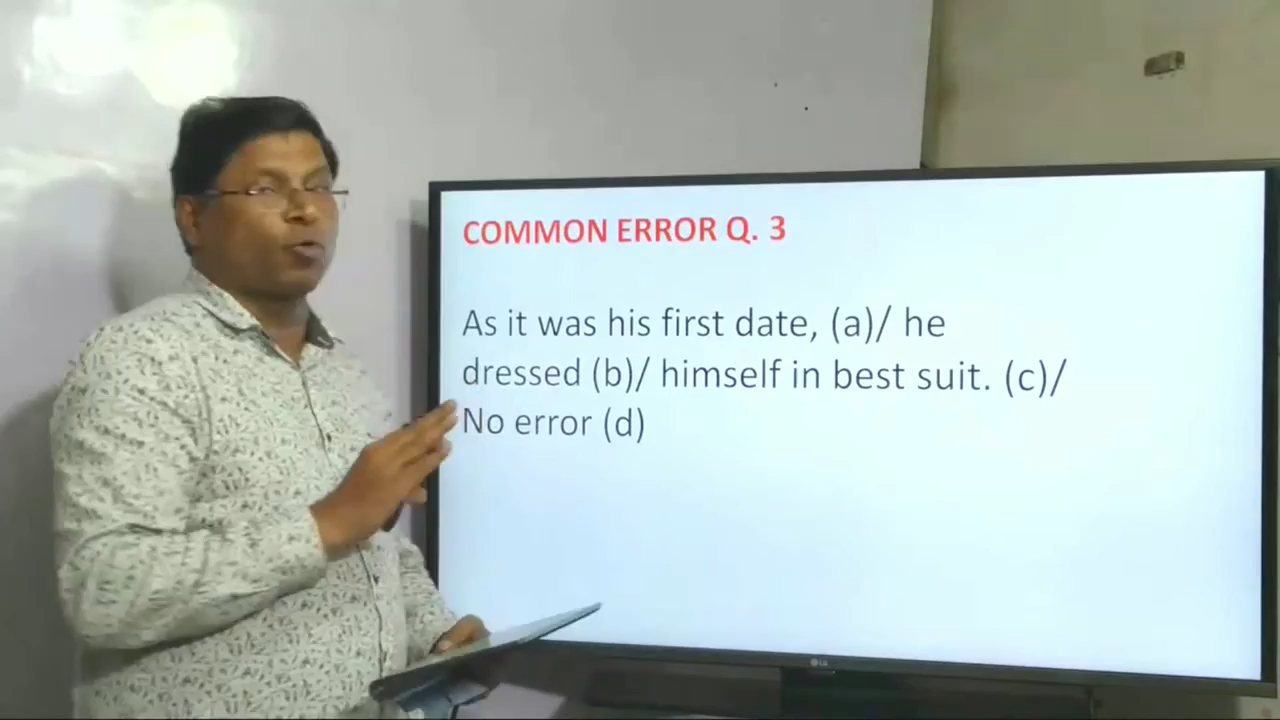 COMMON ERROR Q. 3
As it was his first date, (a)/ he
dressed (b)/ himself in best suit. (c)/
No error (d)
LG